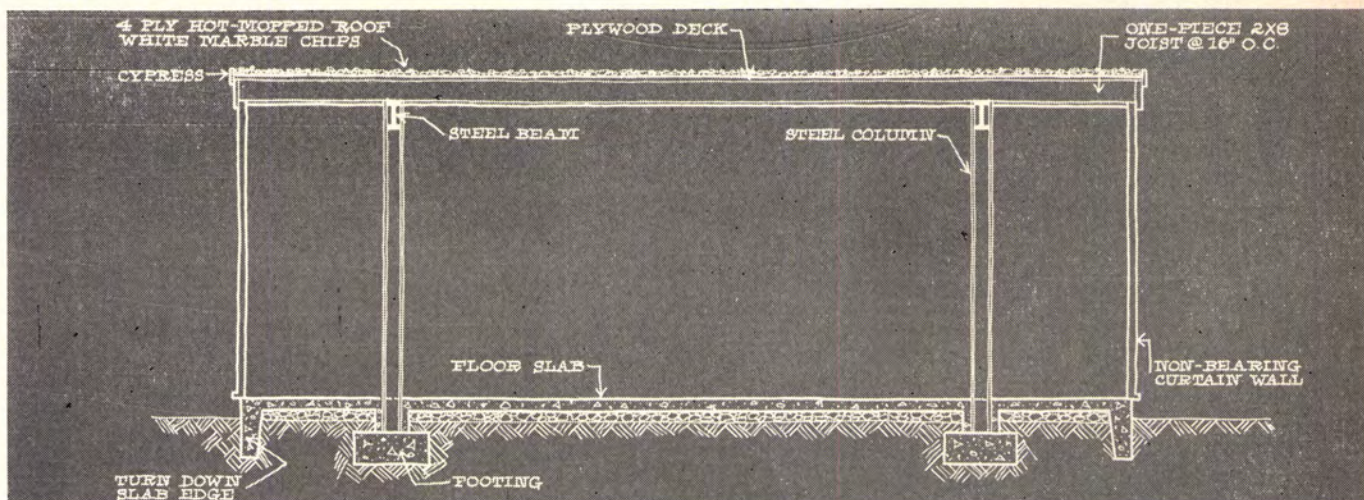 4 PLY HOT-MOPPED ROOF
WHITE MARBLE CHIPS
PLYWOOD DECK
ONE-PIECE 2X8
JOIST @ 16" O.C.
CYPRESS
STEEL BEAM
STEEL COLUMN
FLOOR SLAB
NON-BEARING
CURTAIN WALL
TURN DOWN
SLAB EDGE
FOOTING